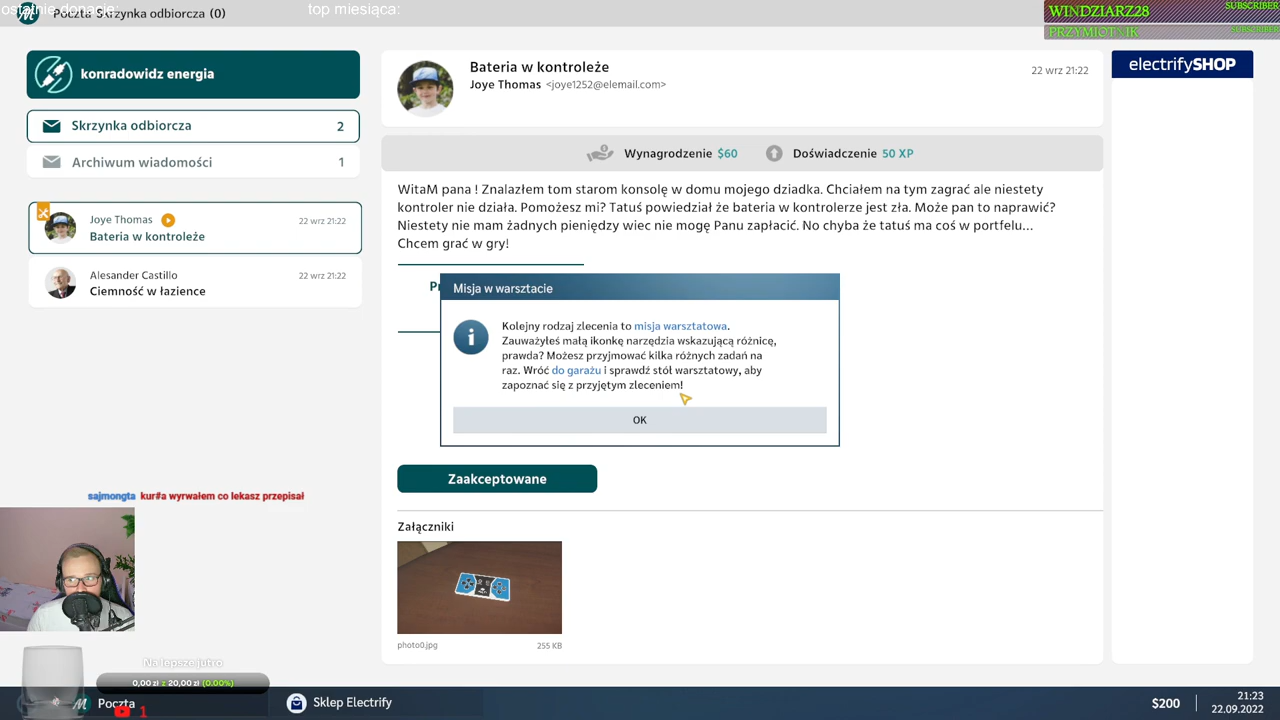 ostatnie donacje:
top miesiąca:
Poczta Skrzynka odbiorcza (0)
WINDZIARZ28
SUBSCRIBER
PRZYMIOTNIK
SUBSCRIBER
konradowidz energia
Skrzynka odbiorcza 2
Archiwum wiadomości 1
Joye Thomas 22 wrz 21:22
Bateria w kontroleże
Alesander Castillo 22 wrz 21:22
Ciemność w łazience
Bateria w kontroleże
Joye Thomas <joye1252@elemail.com>
22 wrz 21:22
electrifySHOP
Wynagrodzenie $60 Doświadczenie 50 XP
WitaM pana ! Znalazłem tom starom konsolę w domu mojego dziadka. Chciałem na tym zagrać ale niestety
kontroler nie działa. Pomożesz mi? Tatuś powiedział że bateria w kontrolerze jest zła. Może pan to naprawić?
Niestety nie mam żadnych pieniędzy wiec nie mogę Panu zapłacić. No chyba że tatuś ma coś w portfelu...
Chcem grać w gry!
Misja w warsztacie
Kolejny rodzaj zlecenia to misja warsztatowa.
Zauważyłeś małą ikonkę narzędzia wskazującą różnicę,
prawda? Możesz przyjmować kilka różnych zadań na
raz. Wróć do garażu i sprawdź stół warsztatowy, aby
zapoznać się z przyjętym zleceniem!
OK
Zaakceptowane
Załączniki
photo0.jpg 255 KB
sajmongta kur#a wyrwałem co lekasz przepisał
Na lepsze jutro
0,00 zł z 20,00 zł (0.00%)
Poczta
1
Sklep Electrify
$200
21:23
22.09.2022